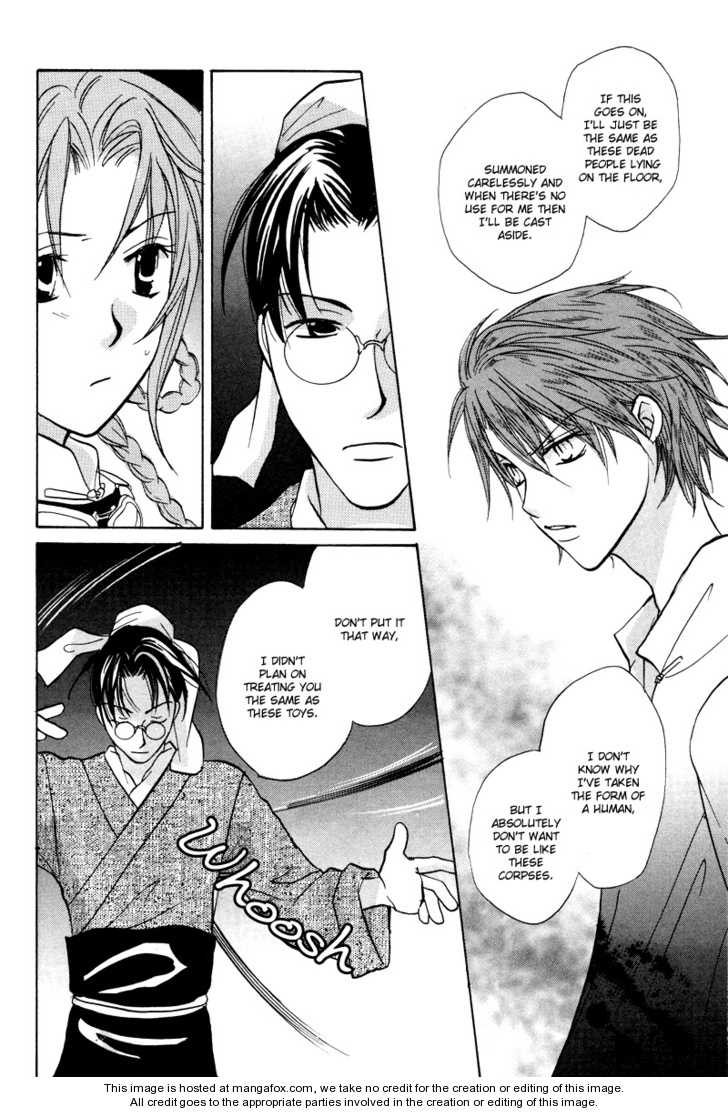 IF THIS
GOES ON,
I'LL JUST BE
THE SAME AS
THESE DEAD
PEOPLE LYING
ON THE FLOOR,
SUMMONED
CARELESSLY AND
WHEN THERE'S NO
USE FOR ME THEN
I'LL BE CAST
ASIDE.
I DON'T
KNOW WHY
I'VE TAKEN
THE FORM OF
A HUMAN,
BUT I
ABSOLUTELY
DON'T WANT
TO BE LIKE
THESE
CORPSES.
DON'T PUT IT
THAT WAY,
I DIDN'T
PLAN ON
TREATING YOU
THE SAME AS
THESE TOYS.
Whoosh
This image is hosted at mangafox.com, we take no credit for the creation or editing of this image.
All credit goes to the appropriate parties involved in the creation or editing of this image.